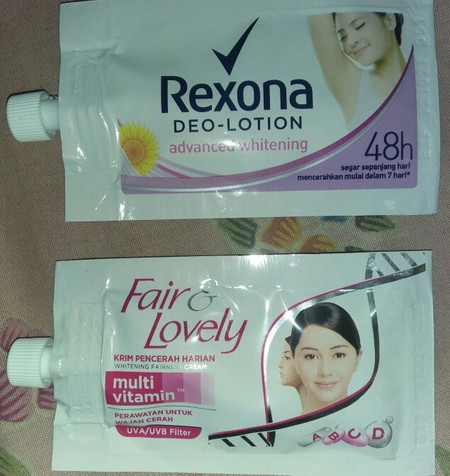 Rexona
DEO-LOTION
advanced whitening
48h
segar sepanjang hari
mencerahkan mulai dalam 7 hari*
Fair &
Lovely
KRIM PENCERAH HARIAN
WHITENING FAIRNESS CREAM
multi
vitamin™
PERAWATAN UNTUK
WAJAH CERAH
UVA/UVB Filter
A B C D